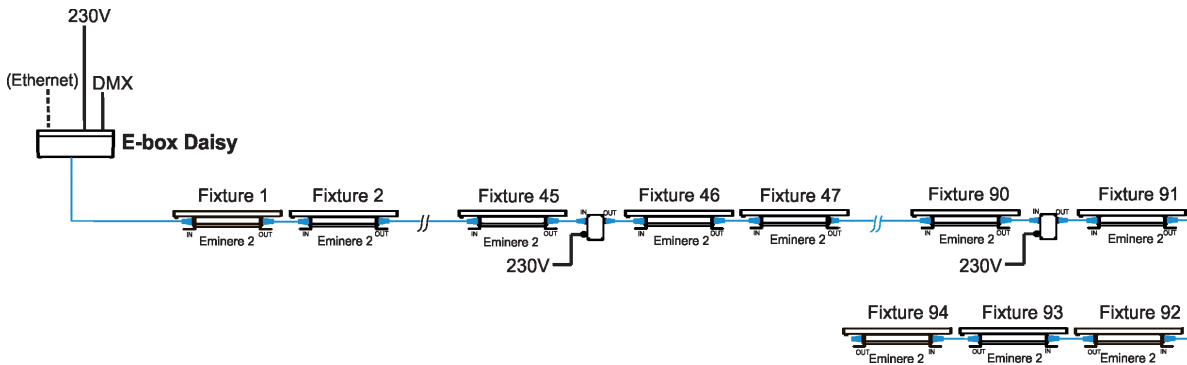 230V
(Ethernet) DMX
E-box Daisy
Fixture 1 Fixture 2 Fixture 45 Fixture 46 Fixture 47 Fixture 90 Fixture 91
IN OUT IN OUT IN OUT IN OUT IN OUT IN OUT IN OUT IN OUT IN OUT
Eminere 2 Eminere 2 Eminere 2 Eminere 2 Eminere 2 Eminere 2 Eminere 2
230V 230V
Fixture 94 Fixture 93 Fixture 92
OUT IN OUT IN OUT IN
Eminere 2 Eminere 2 Eminere 2